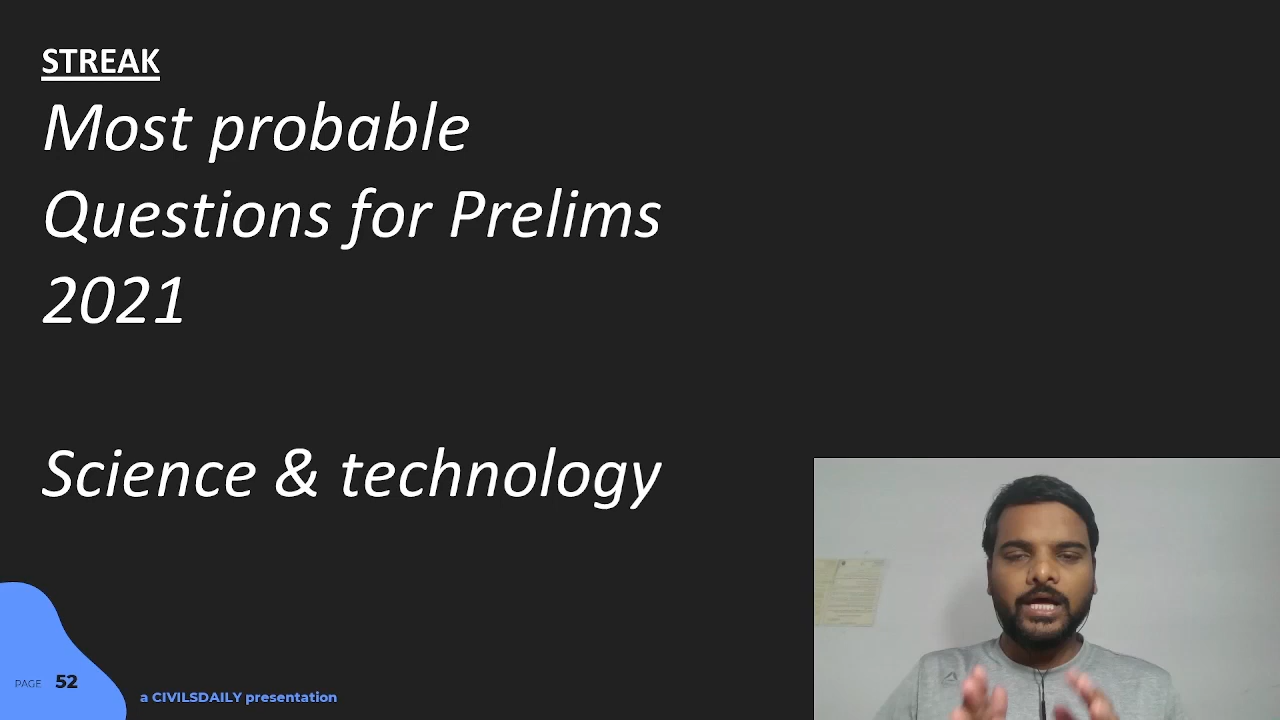 STREAK
Most probable
Questions for Prelims
2021
Science & technology
PAGE 52
a CIVILSDAILY presentation